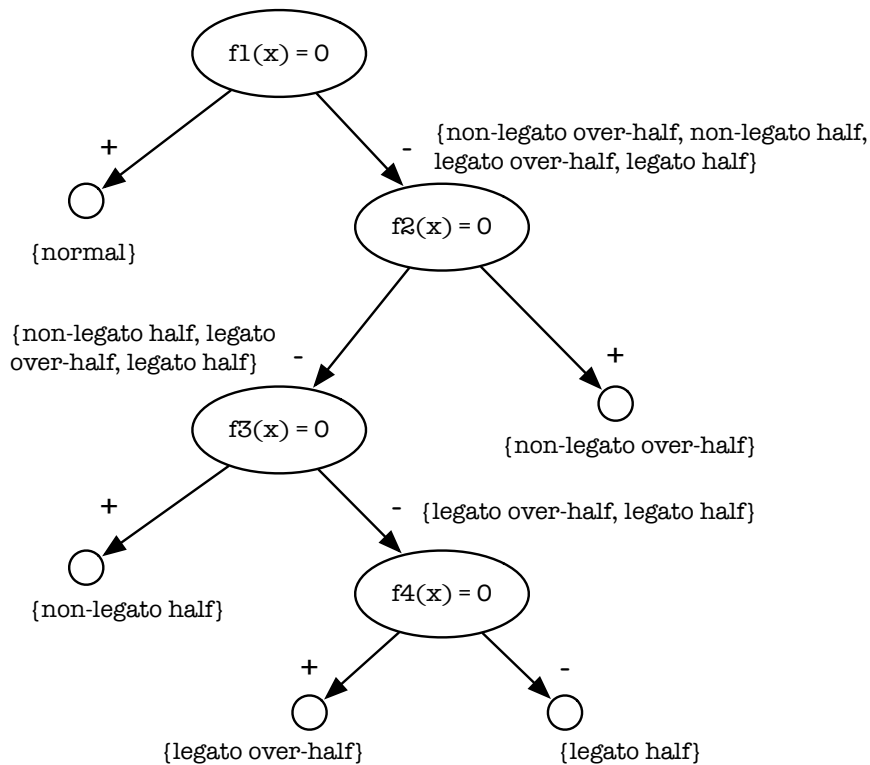 f1(x) = 0
+
-
{non-legato over-half, non-legato half,
legato over-half, legato half}
{normal}
f2(x) = 0
{non-legato half, legato
over-half, legato half}
-
+
f3(x) = 0
{non-legato over-half}
+
-
{legato over-half, legato half}
{non-legato half}
f4(x) = 0
+
-
{legato over-half}
{legato half}